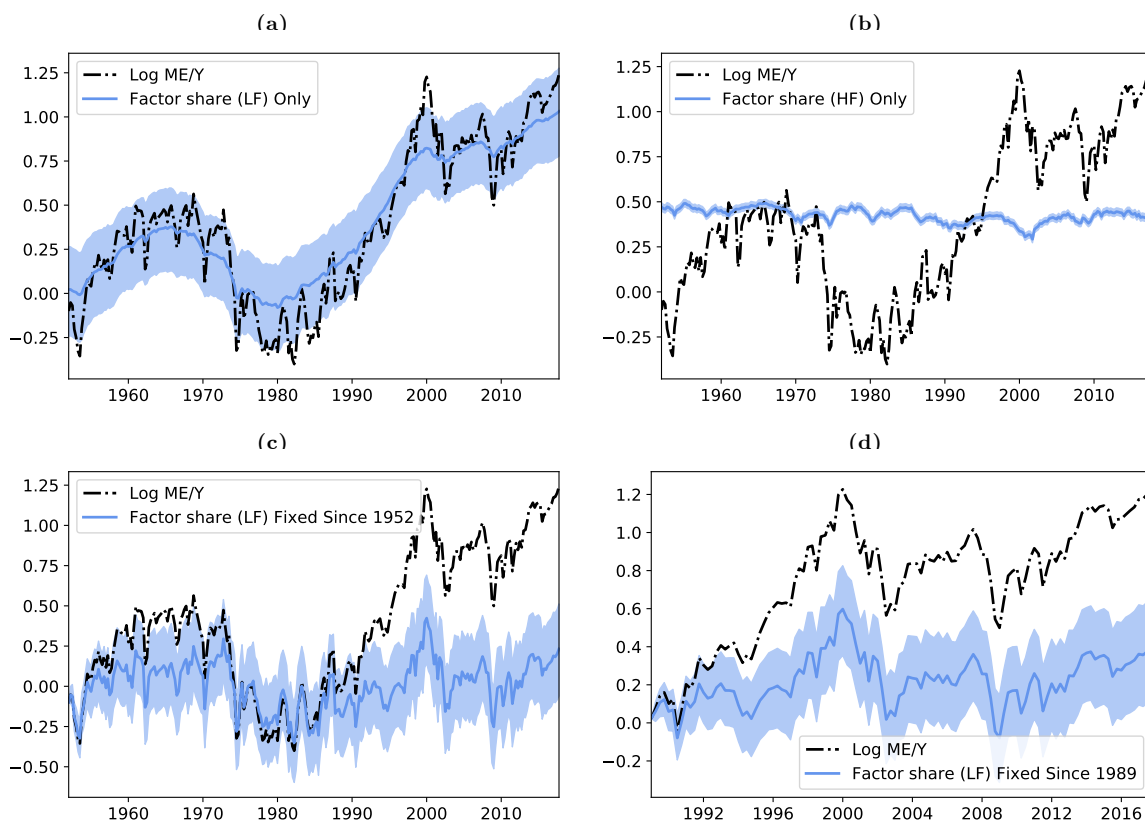 (a)
(b)
1.25
1.00
0.75
0.50
0.25
0.00
−0.25
Log ME/Y
Factor share (LF) Only
1960 1970 1980 1990 2000 2010
1.25
1.00
0.75
0.50
0.25
0.00
−0.25
Log ME/Y
Factor share (HF) Only
1960 1970 1980 1990 2000 2010
(c)
(d)
1.25
1.00
0.75
0.50
0.25
0.00
−0.25
−0.50
Log ME/Y
Factor share (LF) Fixed Since 1952
1960 1970 1980 1990 2000 2010
1.2
1.0
0.8
0.6
0.4
0.2
0.0
−0.2
Log ME/Y
Factor share (LF) Fixed Since 1989
1992 1996 2000 2004 2008 2012 2016